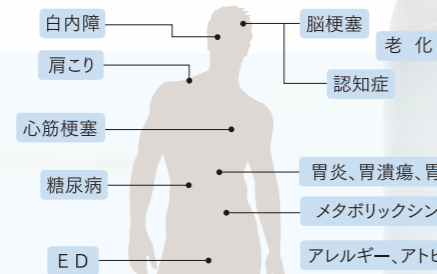 白内障
肩こり
心筋梗塞
糖尿病
ED
脳梗塞
老 化
認知症
胃炎、胃潰瘍、胃
メタボリックシン
アレルギー、アトピ